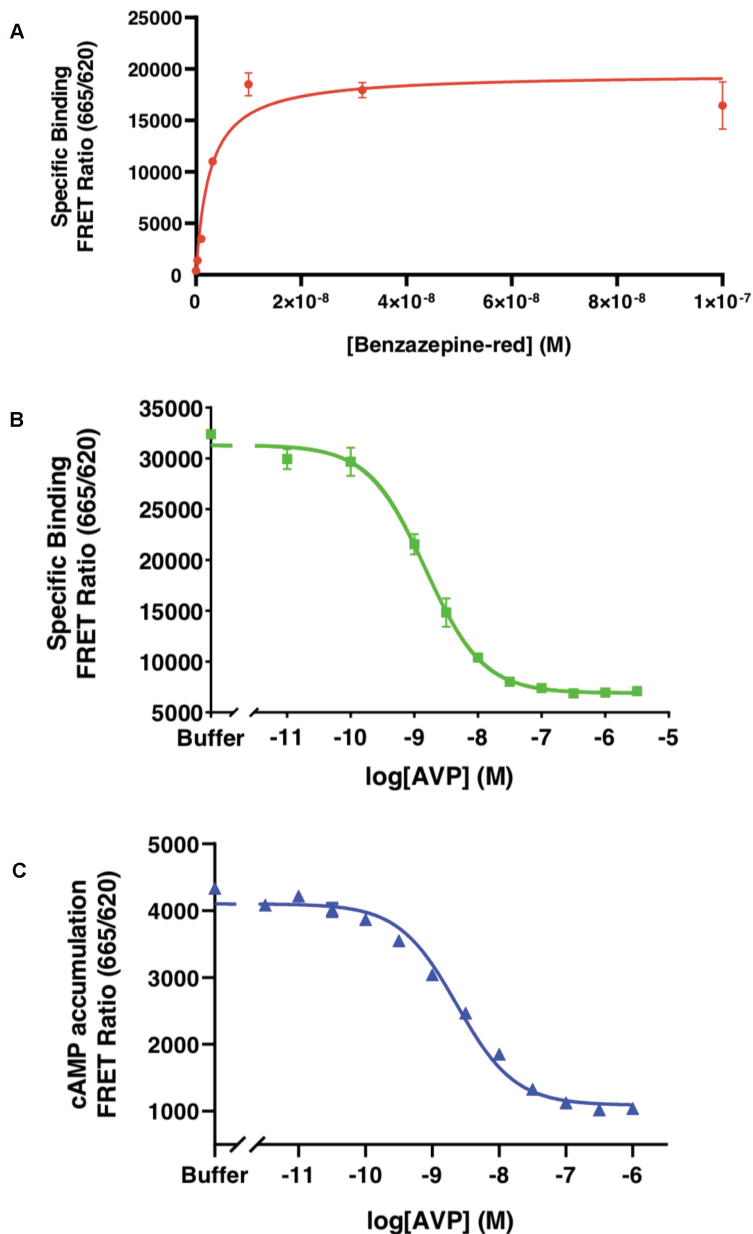 A
Specific Binding
FRET Ratio (665/620)
25000
20000
15000
10000
5000
0
0
2×10⁻⁸
4×10⁻⁸
6×10⁻⁸
8×10⁻⁸
1×10⁻⁷
[Benzazepine-red] (M)
B
Specific Binding
FRET Ratio (665/620)
35000
30000
25000
20000
15000
10000
5000
Buffer
-11
-10
-9
-8
-7
-6
-5
log[AVP] (M)
C
cAMP accumulation
FRET Ratio (665/620)
5000
4000
3000
2000
1000
Buffer
-11
-10
-9
-8
-7
-6
log[AVP] (M)